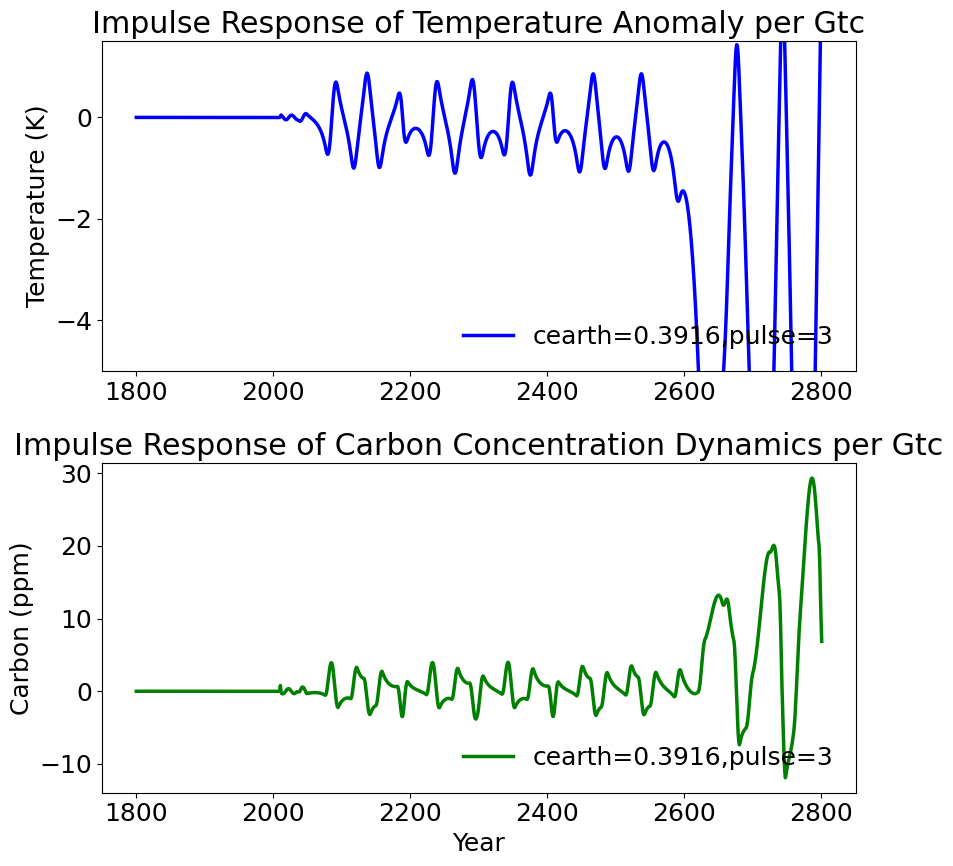 Impulse Response of Temperature Anomaly per Gtc
Temperature (K)
0
−2
−4
cearth=0.3916,pulse=3
1800 2000 2200 2400 2600 2800
Impulse Response of Carbon Concentration Dynamics per Gtc
Carbon (ppm)
30
20
10
0
−10
cearth=0.3916,pulse=3
1800 2000 2200 2400 2600 2800
Year